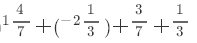 )1 4/7 + ( −2 1/3 ) + 3/7 + 1/3